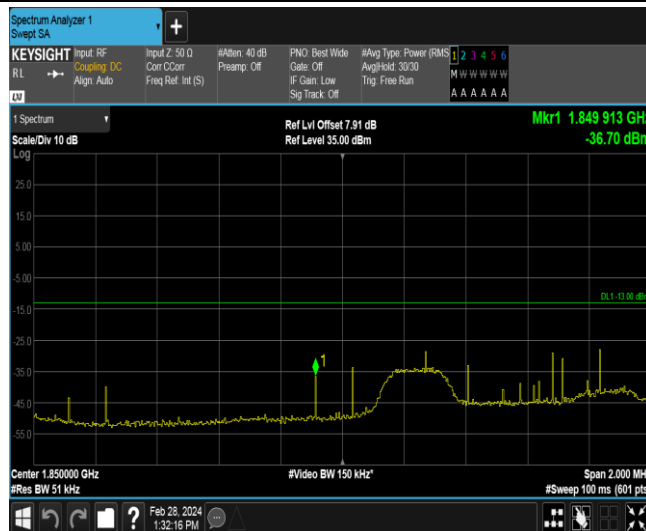 Spectrum Analyzer 1
Swept SA
+
KEYSIGHT
RL
Input: RF
Coupling: DC
Align: Auto
Input Z: 50 Ω
Corr CCorr
Freq Ref: Int (S)
#Atten: 40 dB
Preamp: Off
PNO: Best Wide
Gate: Off
IF Gain: Low
Sig Track: Off
#Avg Type: Power (RMS
Avg|Hold: 30/30
Trig: Free Run
1 2 3 4 5 6
M W W W W W
A A A A A A
1 Spectrum
Scale/Div 10 dB
Log
Ref Lvl Offset 7.91 dB
Ref Level 35.00 dBm
Mkr1 1.849 913 GHz
-36.70 dBm
25.0
15.0
5.00
-5.00
-15.0
-25.0
-35.0
-45.0
-55.0
DL1 -13.00 dBm
1
Center 1.850000 GHz
#Res BW 51 kHz
#Video BW 150 kHz*
Span 2.000 MH
#Sweep 100 ms (601 pts
?
Feb 28, 2024
1:32:16 PM